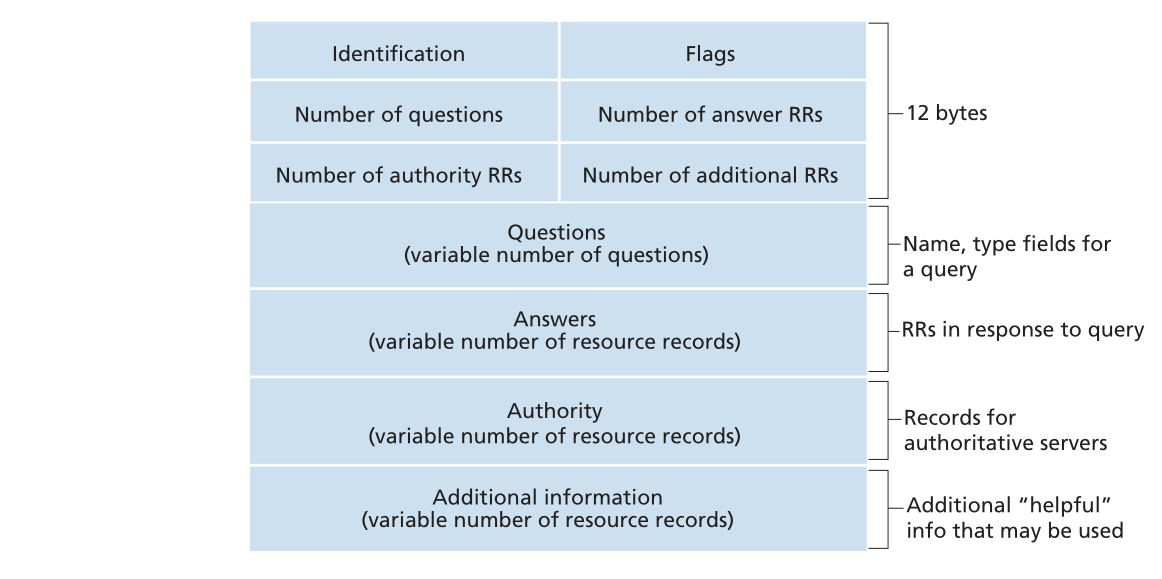 Identification
Flags
Number of questions
Number of answer RRs
12 bytes
Number of authority RRs
Number of additional RRs
Questions
(variable number of questions)
Name, type fields for
a query
Answers
(variable number of resource records)
RRs in response to query
Authority
(variable number of resource records)
Records for
authoritative servers
Additional information
(variable number of resource records)
Additional “helpful”
info that may be used